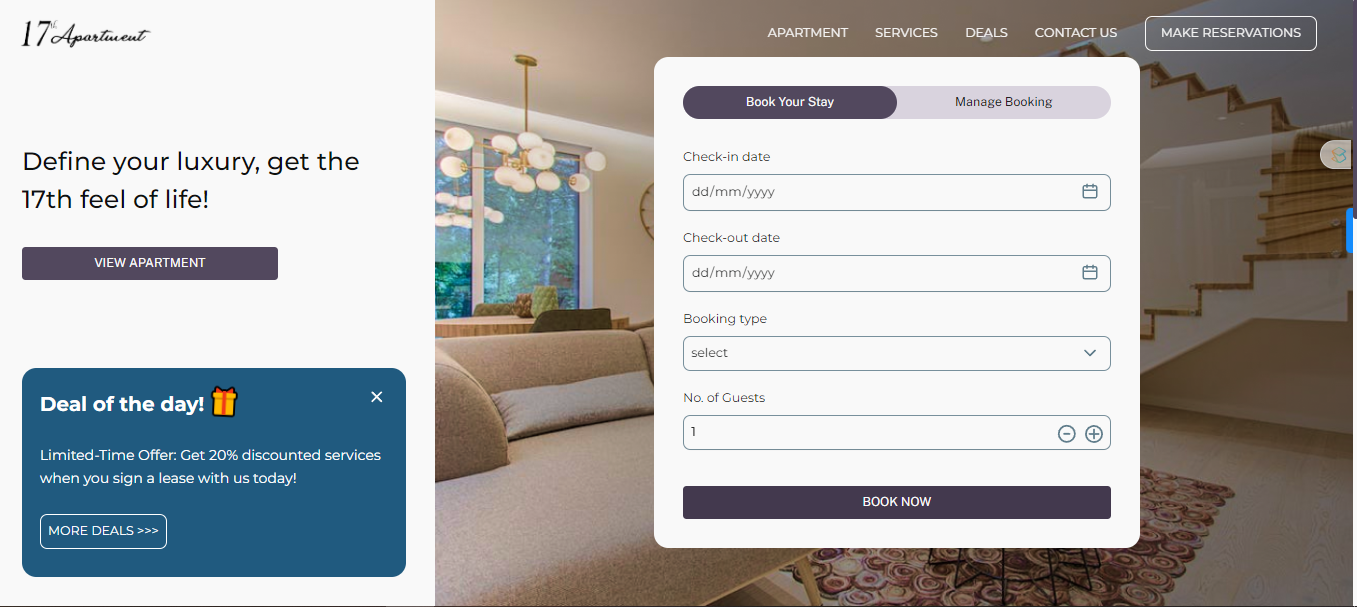 17th Apartment
APARTMENT
SERVICES
DEALS
CONTACT US
MAKE RESERVATIONS
Define your luxury, get the
17th feel of life!
VIEW APARTMENT
Deal of the day!
Limited-Time Offer: Get 20% discounted services
when you sign a lease with us today!
MORE DEALS >>>
Book Your Stay
Manage Booking
Check-in date
dd/mm/yyyy
Check-out date
dd/mm/yyyy
Booking type
select
No. of Guests
1
BOOK NOW